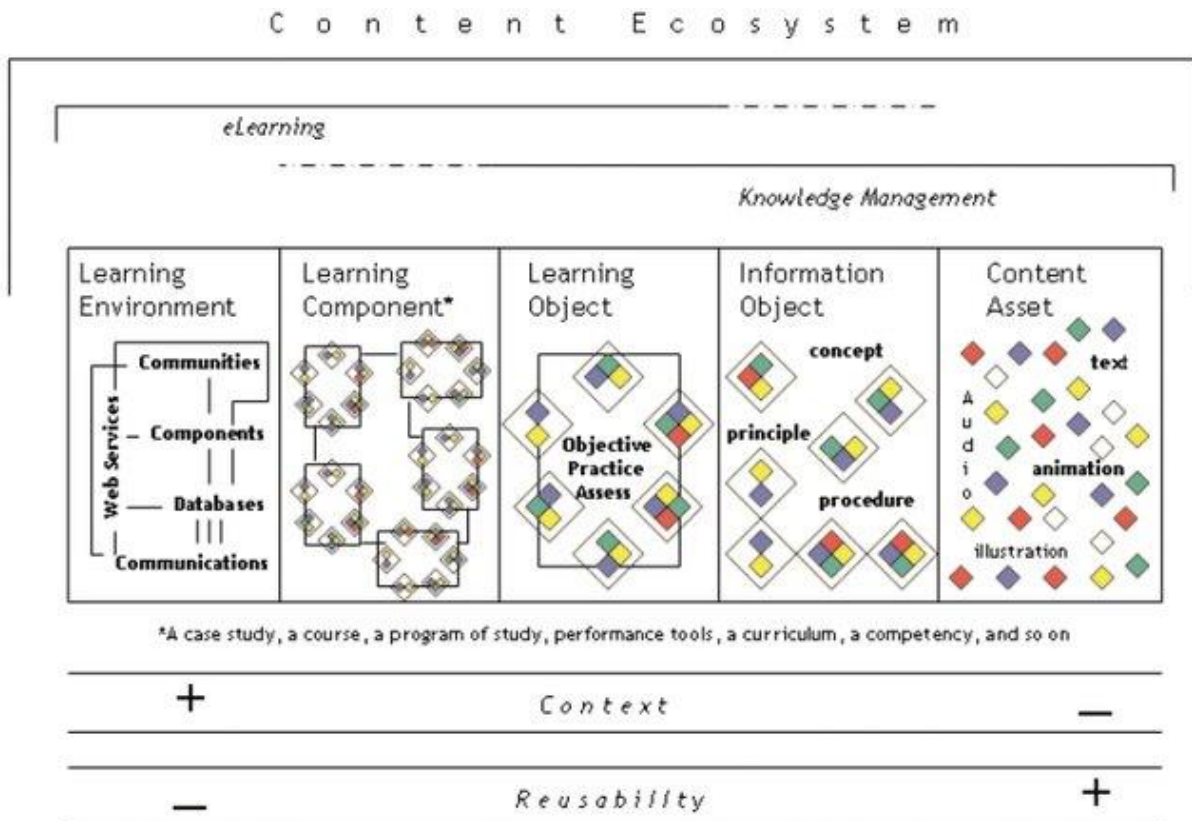 Content Ecosystem
eLearning
Knowledge Management
Learning
Environment
Communities
Web Services
Components
Databases
Communications
Learning
Component*
Learning
Object
Objective
Practice
Assess
Information
Object
concept
principle
procedure
Content
Asset
text
Audio
animation
illustration
*A case study, a course, a program of study, performance tools, a curriculum, a competency, and so on
+ Context –
– Reusability +